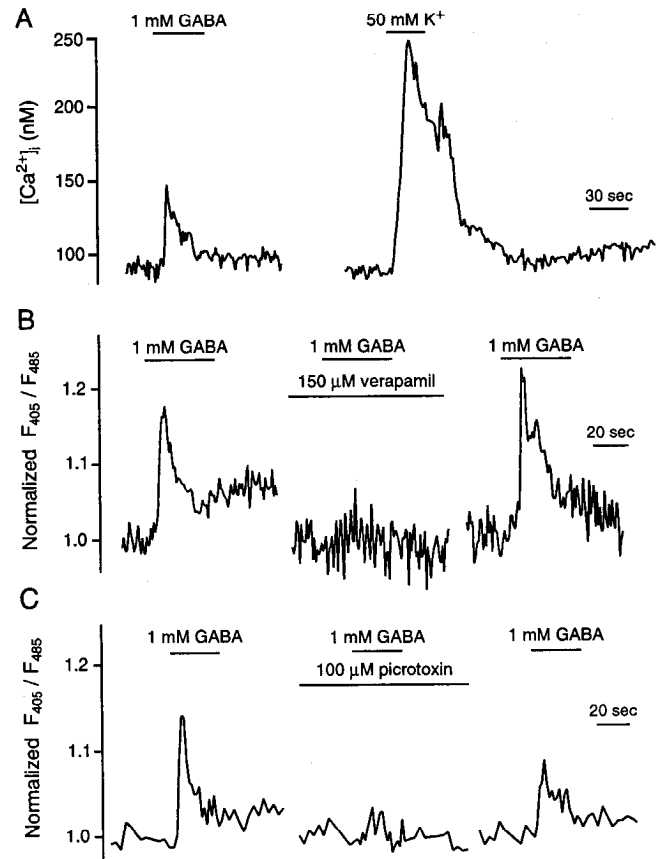 A
1 mM GABA
50 mM K⁺
250
200
150
100
[Ca²⁺]ᵢ (nM)
30 sec
B
1 mM GABA
1 mM GABA
1 mM GABA
150 µM verapamil
1.2
1.1
1.0
Normalized F₄₀₅ / F₄₈₅
20 sec
C
1 mM GABA
1 mM GABA
1 mM GABA
100 µM picrotoxin
1.2
1.1
1.0
Normalized F₄₀₅ / F₄₈₅
20 sec